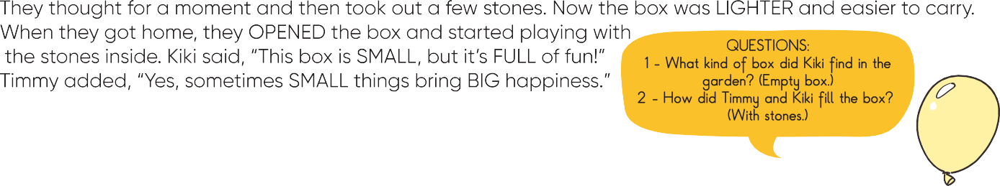 They thought for a moment and then took out a few stones. Now the box was LIGHTER and easier to carry.
When they got home, they OPENED the box and started playing with
the stones inside. Kiki said, “This box is SMALL, but it’s FULL of fun!”
Timmy added, “Yes, sometimes SMALL things bring BIG happiness.”
QUESTIONS:
1 - What kind of box did Kiki find in the
garden? (Empty box.)
2 - How did Timmy and Kiki fill the box?
(With stones.)